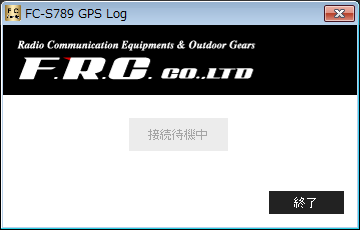 FC-S789 GPS Log
Radio Communication Equipments & Outdoor Gears
F.R.C. CO.,LTD
接続待機中
終了